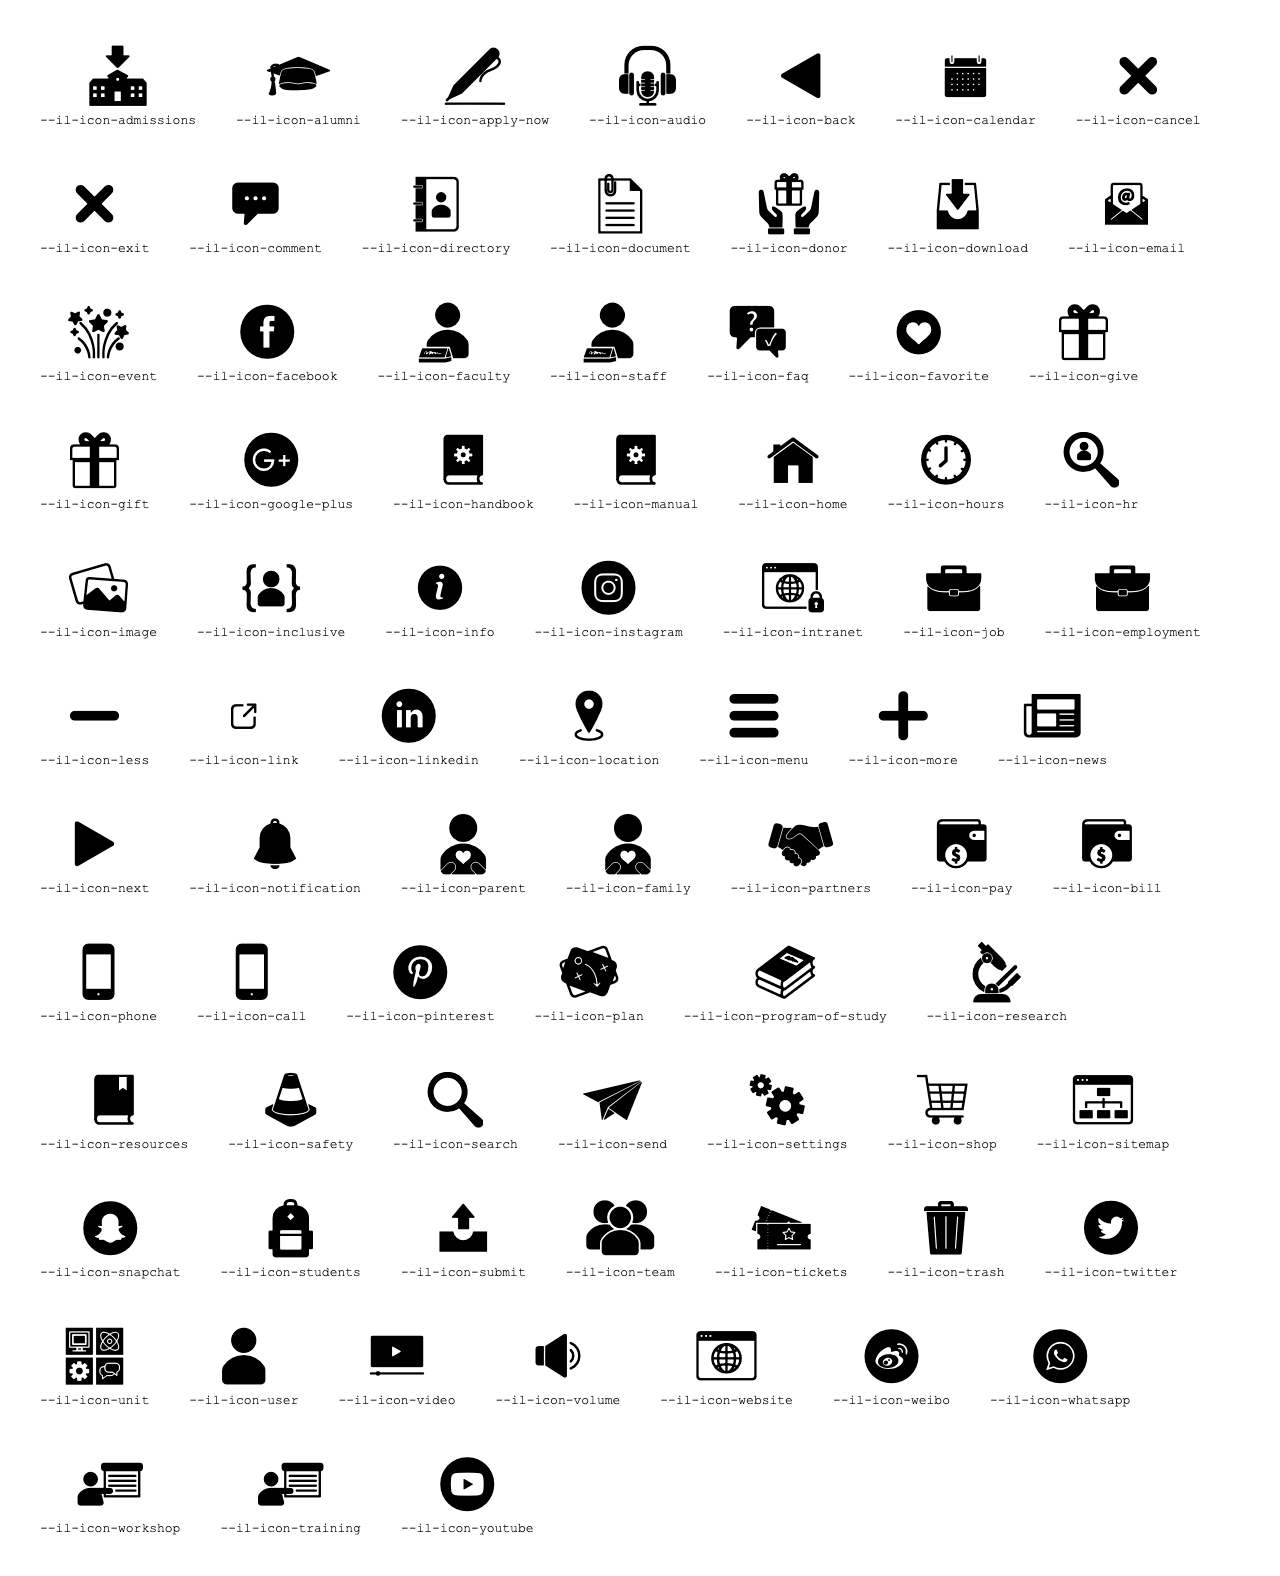 --il-icon-admissions --il-icon-alumni --il-icon-apply-now --il-icon-audio --il-icon-back --il-icon-calendar --il-icon-cancel
@
--il-icon-exit --il-icon-comment --il-icon-directory --il-icon-document --il-icon-donor --il-icon-download --il-icon-email
f ?
--il-icon-event --il-icon-facebook --il-icon-faculty --il-icon-staff --il-icon-faq --il-icon-favorite --il-icon-give
G+
--il-icon-gift --il-icon-google-plus --il-icon-handbook --il-icon-manual --il-icon-home --il-icon-hours --il-icon-hr
i
--il-icon-image --il-icon-inclusive --il-icon-info --il-icon-instagram --il-icon-intranet --il-icon-job --il-icon-employment
in
--il-icon-less --il-icon-link --il-icon-linkedin --il-icon-location --il-icon-menu --il-icon-more --il-icon-news
$ $
--il-icon-next --il-icon-notification --il-icon-parent --il-icon-family --il-icon-partners --il-icon-pay --il-icon-bill
--il-icon-phone --il-icon-call --il-icon-pinterest --il-icon-plan --il-icon-program-of-study --il-icon-research
--il-icon-resources --il-icon-safety --il-icon-search --il-icon-send --il-icon-settings --il-icon-shop --il-icon-sitemap
--il-icon-snapchat --il-icon-students --il-icon-submit --il-icon-team --il-icon-tickets --il-icon-trash --il-icon-twitter
--il-icon-unit --il-icon-user --il-icon-video --il-icon-volume --il-icon-website --il-icon-weibo --il-icon-whatsapp
--il-icon-workshop --il-icon-training --il-icon-youtube